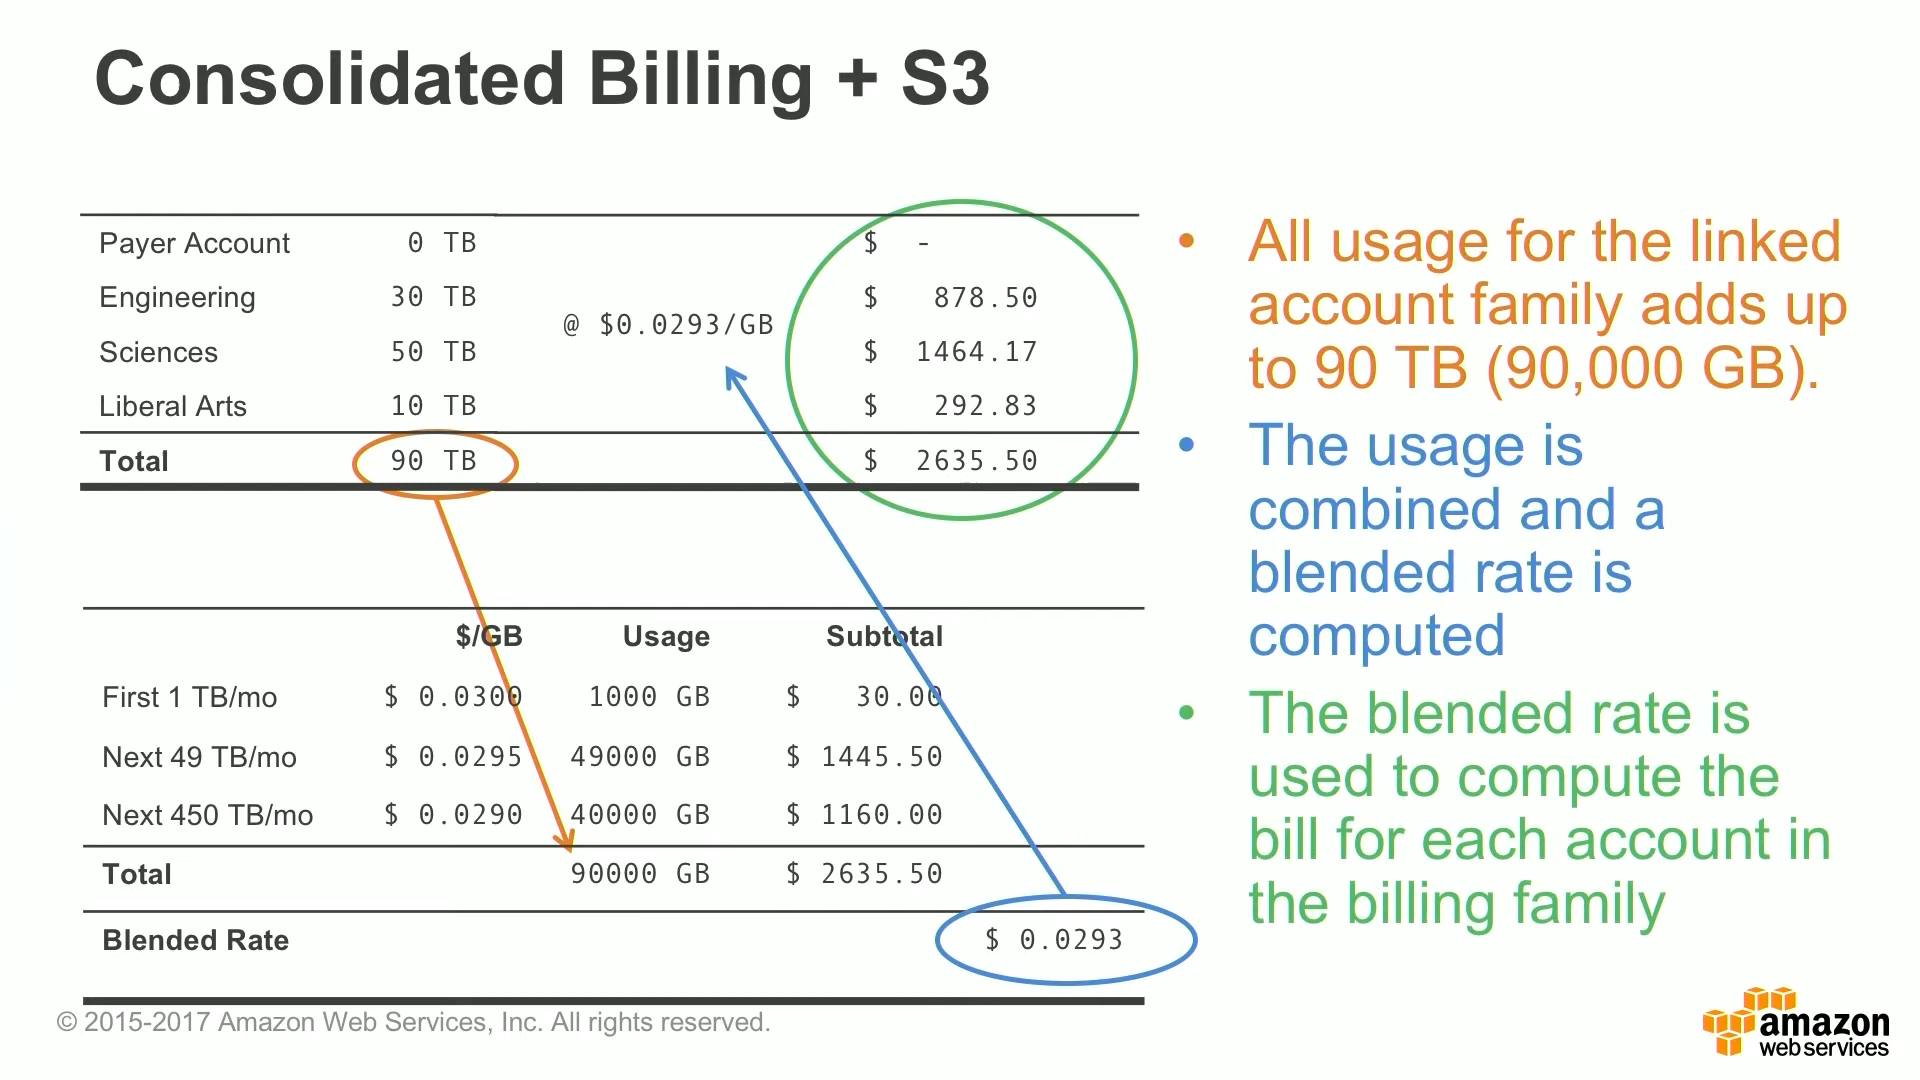 Consolidated Billing + S3
Payer Account 0 TB $ -
Engineering 30 TB $ 878.50
@ $0.0293/GB
Sciences 50 TB $ 1464.17
Liberal Arts 10 TB $ 292.83
Total 90 TB $ 2635.50
$/GB Usage Subtotal
First 1 TB/mo $ 0.0300 1000 GB $ 30.00
Next 49 TB/mo $ 0.0295 49000 GB $ 1445.50
Next 450 TB/mo $ 0.0290 40000 GB $ 1160.00
Total 90000 GB $ 2635.50
Blended Rate $ 0.0293
• All usage for the linked
account family adds up
to 90 TB (90,000 GB).
• The usage is
combined and a
blended rate is
computed
• The blended rate is
used to compute the
bill for each account in
the billing family
© 2015-2017 Amazon Web Services, Inc. All rights reserved.
amazon
web services